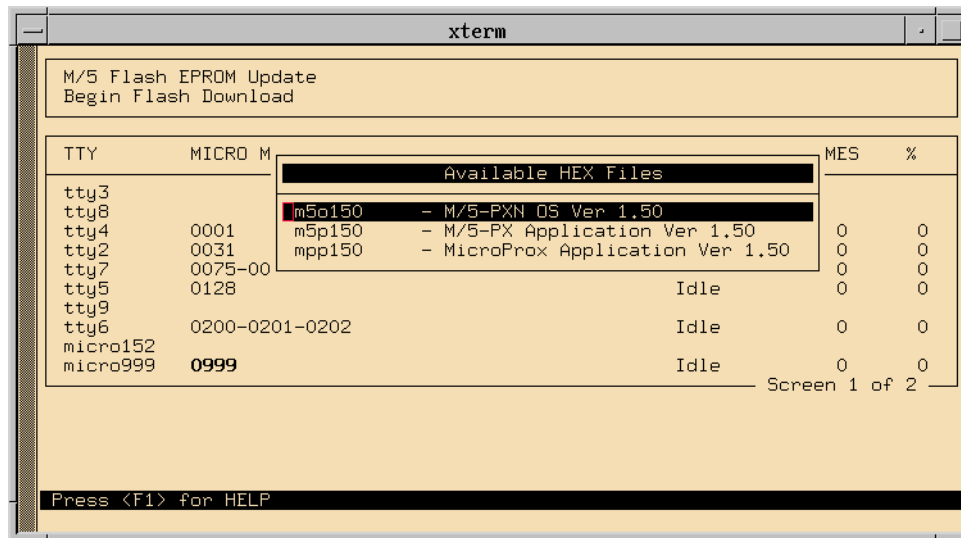 xterm
M/5 Flash EPROM Update
Begin Flash Download
TTY MICRO M MES %
Available HEX Files
tty3
tty8 m5o150 - M/5-PXN OS Ver 1.50
tty4 0001 m5p150 - M/5-PX Application Ver 1.50 0 0
tty2 0031 mpp150 - MicroProx Application Ver 1.50 0 0
tty7 0075-00 0 0
tty5 0128 Idle 0 0
tty9
tty6 0200-0201-0202 Idle 0 0
micro152
micro999 0999 Idle 0 0
Screen 1 of 2
Press <F1> for HELP